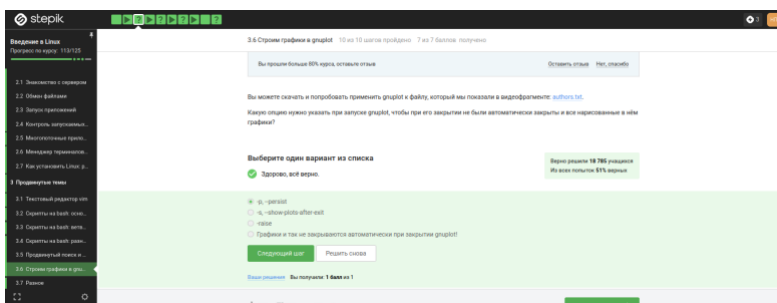 stepik
3
Введение в Linux
Прогресс по курсу: 113/125
3.6 Строим графики в gnuplot 10 из 10 шагов пройдено 7 из 7 баллов получено
Вы прошли больше 80% курса, оставьте отзыв
Оставить отзыв Нет, спасибо
2.1 Знакомство с сервером
2.2 Обмен файлами
2.3 Запуск приложений
2.4 Контроль запускаемых..
2.5 Многопоточные прило..
2.6 Менеджер терминалов..
2.7 Как установить Linux: р..
3 Продвинутые темы
3.1 Текстовый редактор vim
3.2 Скрипты на bash: осно..
3.3 Скрипты на bash: ветв..
3.4 Скрипты на bash: разн..
3.5 Продвинутый поиск и ..
3.6 Строим графики в gnu..
3.7 Разное
Вы можете скачать и попробовать применить gnuplot к файлу, который мы показали в видеофрагменте: authors.txt.
Какую опцию нужно указать при запуске gnuplot, чтобы при его закрытии не были автоматически закрыты и все нарисованные в нём
графики?
Выберите один вариант из списка
Здорово, всё верно.
Верно решили 18 785 учащихся
Из всех попыток 51% верных
-p, --persist
-s, --show-plots-after-exit
-raise
Графики и так не закрываются автоматически при закрытии gnuplot!
Следующий шаг
Решить снова
Ваши решения Вы получили: 1 балл из 1